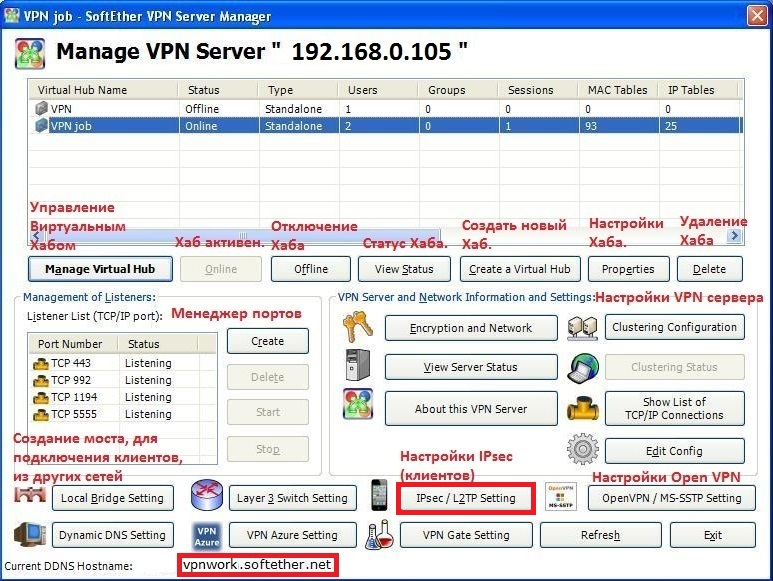 VPN job - SoftEther VPN Server Manager
Manage VPN Server " 192.168.0.105 "
Virtual Hub Name Status Type Users Groups Sessions MAC Tables IP Tables
VPN Offline Standalone 1 0 0 0 0
VPN job Online Standalone 2 0 1 93 25
Управление
Виртуальным
Хабом
Хаб активен.
Отключение
Хаба
Статус Хаба.
Создать новый
Хаб.
Настройки
Хаба.
Удаление
Хаба
Manage Virtual Hub Online Offline View Status Create a Virtual Hub Properties Delete
Management of Listeners:
Listener List (TCP/IP port):
Менеджер портов
Port Number Status
TCP 443 Listening
TCP 992 Listening
TCP 1194 Listening
TCP 5555 Listening
Create
Delete
Start
Stop
VPN Server and Network Information and Settings:
Настройки VPN сервера
Encryption and Network
Clustering Configuration
View Server Status
Clustering Status
About this VPN Server
Show List of
TCP/IP Connections
Edit Config
Создание моста, для
подключения клиентов,
из других сетей
Настройки IPsec
(клиентов)
Настройки Open VPN
Local Bridge Setting
Layer 3 Switch Setting
IPsec / L2TP Setting
OpenVPN
MS-SSTP
OpenVPN / MS-SSTP Setting
Dynamic DNS Setting
VPN
Azure
VPN Azure Setting
VPN Gate Setting
Refresh
Exit
Current DDNS Hostname: vpnwork.softether.net